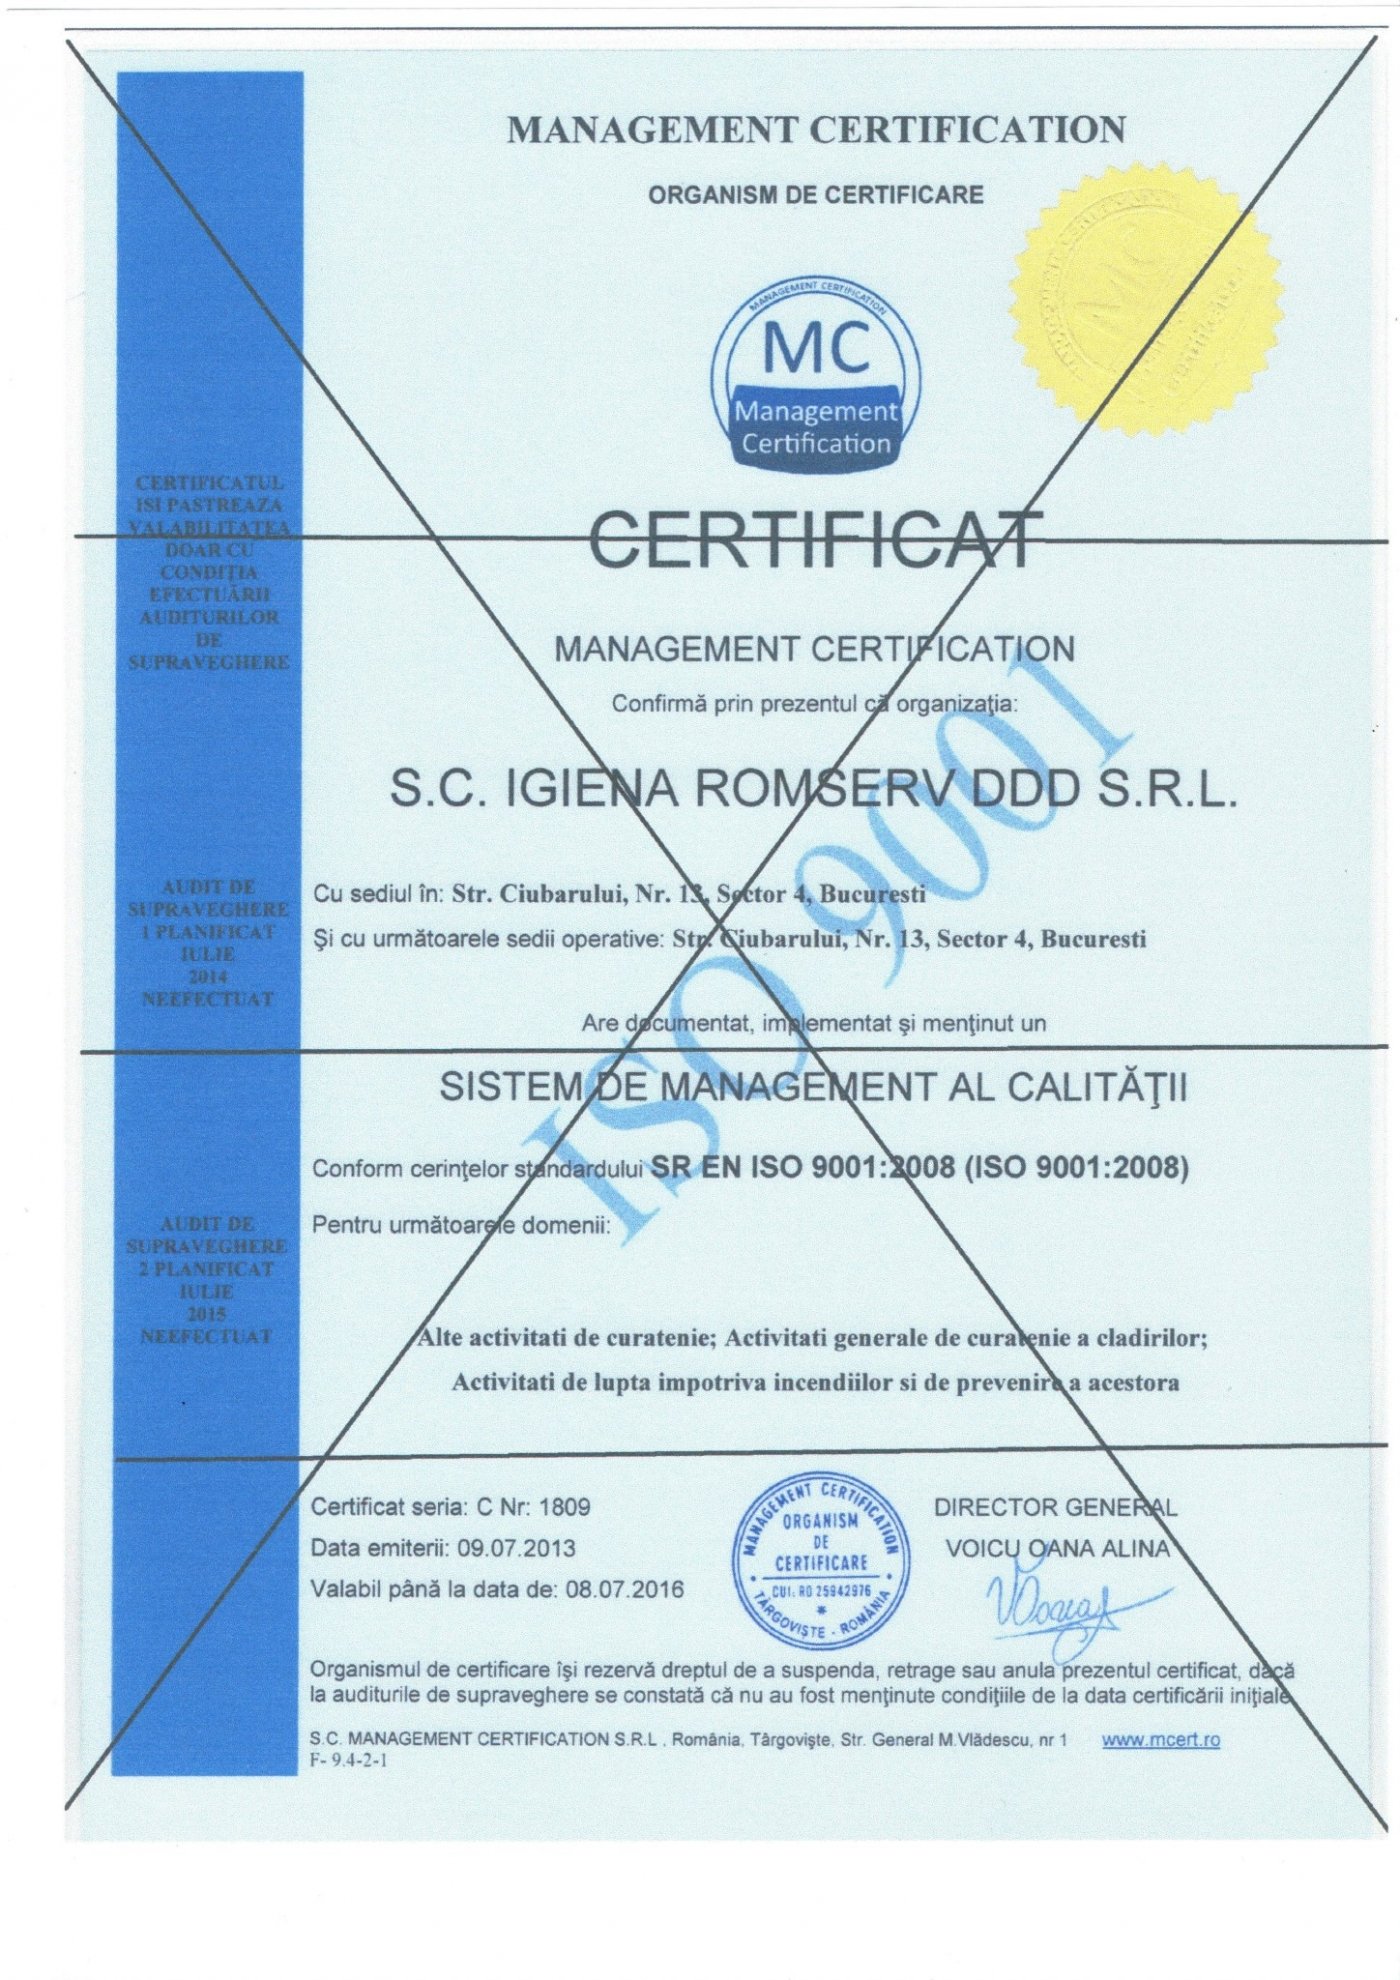 MANAGEMENT CERTIFICATION
ORGANISM DE CERTIFICARE
MANAGEMENT CERTIFICATION
MC
Management
Certification
MC
CERTIFICATUL
ISI PASTREAZA
VALABILITATEA
DOAR CU
CONDIŢIA
EFECTUĂRII
AUDITURILOR
DE
SUPRAVEGHERE
CERTIFICAT
MANAGEMENT CERTIFICATION
Confirmă prin prezentul că organizaţia:
S.C. IGIENA ROMSERV DDD S.R.L.
ISO 9001
AUDIT DE
SUPRAVEGHERE
1 PLANIFICAT
IULIE
2014
NEEFECTUAT
Cu sediul în: Str. Ciubarului, Nr. 13, Sector 4, Bucuresti
Şi cu următoarele sedii operative: Str. Ciubarului, Nr. 13, Sector 4, Bucuresti
Are documentat, implementat şi menţinut un
SISTEM DE MANAGEMENT AL CALITĂŢII
Conform cerinţelor standardului SR EN ISO 9001:2008 (ISO 9001:2008)
Pentru următoarele domenii:
AUDIT DE
SUPRAVEGHERE
2 PLANIFICAT
IULIE
2015
NEEFECTUAT
Alte activitati de curatenie; Activitati generale de curatenie a cladirilor;
Activitati de lupta impotriva incendiilor si de prevenire a acestora
Certificat seria: C Nr: 1809
Data emiterii: 09.07.2013
Valabil până la data de: 08.07.2016
MANAGEMENT CERTIFICATION
ORGANISM
DE
CERTIFICARE
CUI: RO 25942976
TÂRGOVIŞTE - ROMÂNIA
DIRECTOR GENERAL
VOICU OANA ALINA
Organismul de certificare îşi rezervă dreptul de a suspenda, retrage sau anula prezentul certificat, dacă
la auditurile de supraveghere se constată că nu au fost menţinute condiţiile de la data certificării iniţiale
S.C. MANAGEMENT CERTIFICATION S.R.L . România, Târgovişte, Str. General M.Vlădescu, nr 1 www.mcert.ro
F- 9.4-2-1